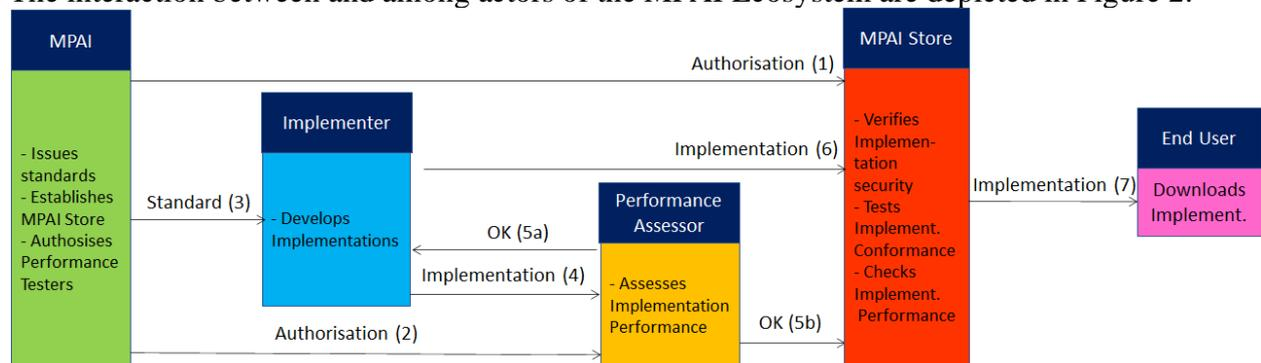 The interaction between and among actors of the MPAI Ecosystem are depicted in Figure 2.
MPAI
- Issues
standards
- Establishes
MPAI Store
- Authosises
Performance
Testers
Authorisation (1)
Standard (3)
Implementer
- Develops
Implementations
Implementation (6)
OK (5a)
Implementation (4)
Authorisation (2)
Performance
Assessor
- Assesses
Implementation
Performance
OK (5b)
MPAI Store
- Verifies
Implemen-
tation
security
- Tests
Implement.
Conformance
- Checks
Implement.
Performance
Implementation (7)
End User
Downloads
Implement.